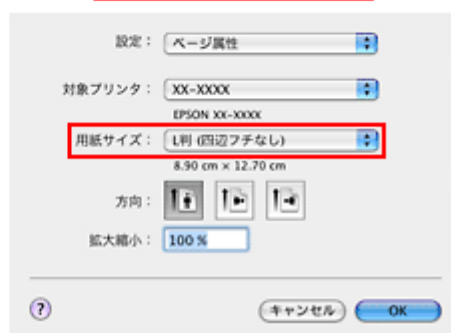 設定： ページ属性
対象プリンタ： XX-XXXX
EPSON XX-XXXX
用紙サイズ： L判 (四辺フチなし)
8.90 cm × 12.70 cm
方向：
拡大縮小： 100 %
? キャンセル OK